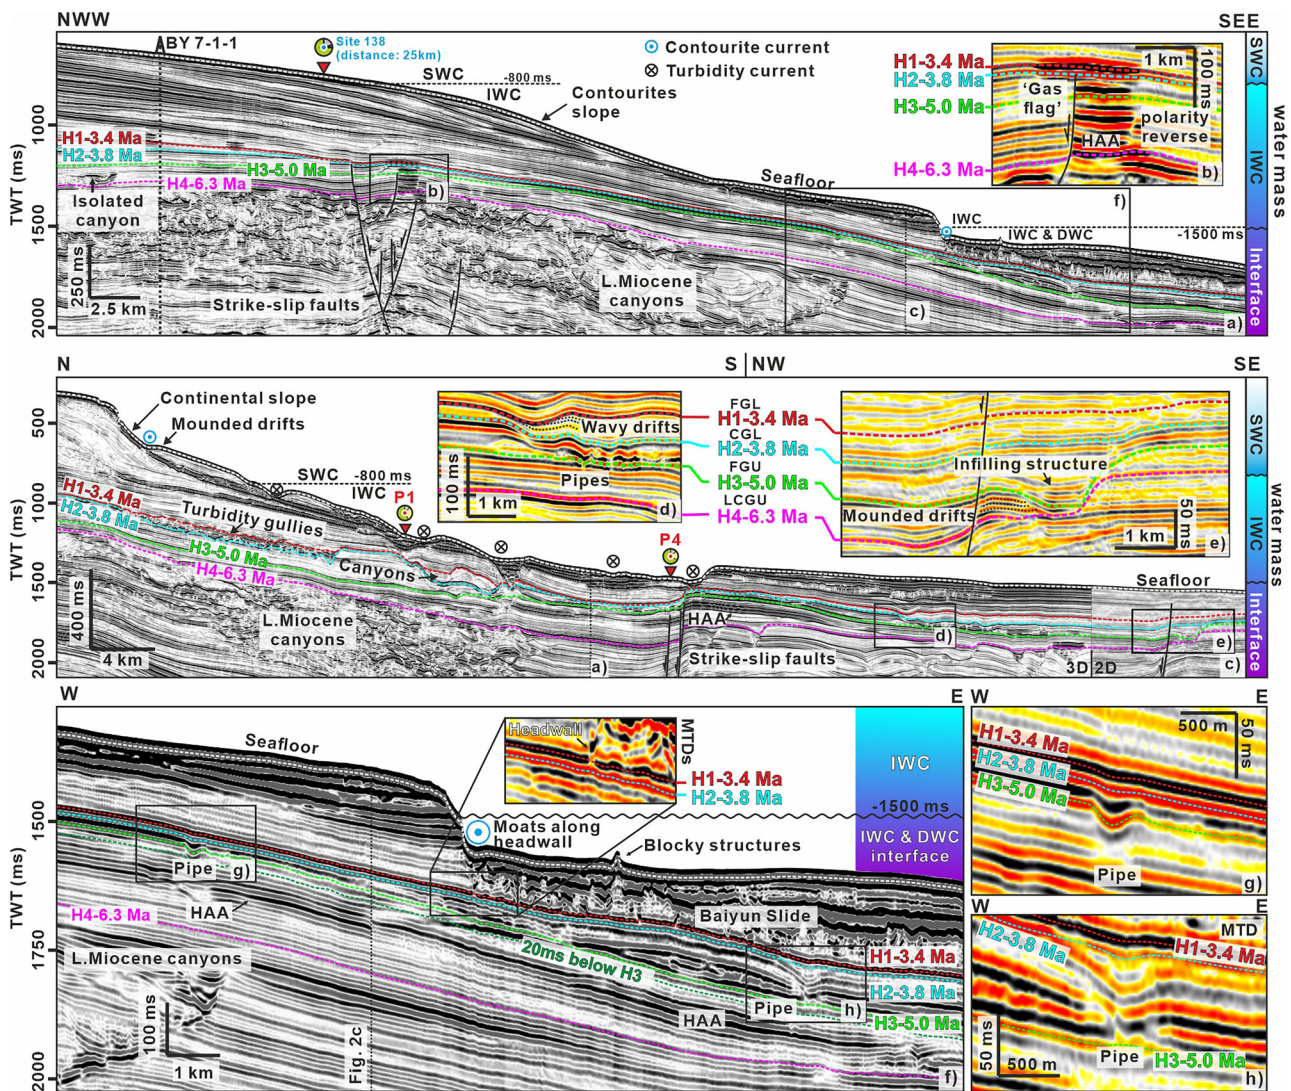 NWW
SEE
BY 7-1-1
Site 138
(distance: 25km)
Contourite current
Turbidity current
SWC
-800 ms
IWC
Contourites
slope
H1-3.4 Ma
H2-3.8 Ma
H3-5.0 Ma
H4-6.3 Ma
1 km
100 ms
'Gas
flag'
polarity
reverse
HAA
b)
TWT (ms)
1000
1500
2000
H1-3.4 Ma
H2-3.8 Ma
H3-5.0 Ma
H4-6.3 Ma
b)
Isolated
canyon
250 ms
2.5 km
Strike-slip faults
L.Miocene
canyons
Seafloor
f)
IWC
IWC & DWC
-1500 ms
c)
a)
SWC
IWC
Interface
water mass
N
S
NW
SE
Continental slope
Mounded drifts
SWC
-800 ms
IWC
P1
P4
TWT (ms)
500
1000
1500
2000
H1-3.4 Ma
H2-3.8 Ma
H3-5.0 Ma
H4-6.3 Ma
Turbidity gullies
Canyons
400 ms
4 km
L.Miocene
canyons
a)
HAA
Strike-slip faults
d)
3D
2D
e)
c)
Seafloor
Wavy drifts
Pipes
100 ms
1 km
d)
FGL
H1-3.4 Ma
CGL
H2-3.8 Ma
FGU
H3-5.0 Ma
LCGU
H4-6.3 Ma
Infilling structure
Mounded drifts
1 km
50 ms
e)
SWC
IWC
Interface
water mass
W
E
Seafloor
Headwall
MTDs
H1-3.4 Ma
H2-3.8 Ma
IWC
-1500 ms
IWC & DWC
interface
Moats along
headwall
Blocky structures
TWT (ms)
1500
1750
2000
Pipe
g)
HAA
H4-6.3 Ma
L.Miocene canyons
100 ms
1 km
Fig. 2c
Baiyun Slide
20ms below H3
H1-3.4 Ma
H2-3.8 Ma
H3-5.0 Ma
Pipe
h)
HAA
f)
W
E
500 m
50 ms
H1-3.4 Ma
H2-3.8 Ma
H3-5.0 Ma
Pipe
g)
W
E
MTD
H2-3.8 Ma
H1-3.4 Ma
50 ms
500 m
Pipe
H3-5.0 Ma
h)